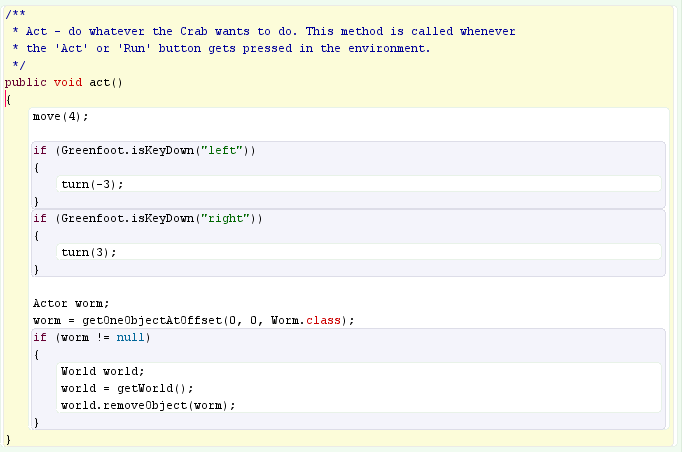 /**
 * Act - do whatever the Crab wants to do. This method is called whenever
 * the 'Act' or 'Run' button gets pressed in the environment.
 */
public void act()
{
    move(4);
    if (Greenfoot.isKeyDown("left"))
    {
        turn(-3);
    }
    if (Greenfoot.isKeyDown("right"))
    {
        turn(3);
    }
    Actor worm;
    worm = getOneObjectAtOffset(0, 0, Worm.class);
    if (worm != null)
    {
        World world;
        world = getWorld();
        world.removeObject(worm);
    }
}